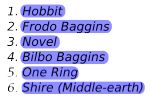 1. Hobbit
2. Frodo Baggins
3. Novel
4. Bilbo Baggins
5. One Ring
6. Shire (Middle-earth)